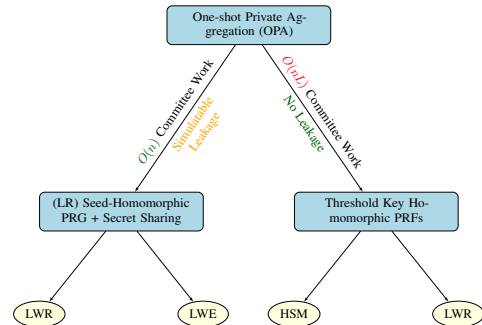 One-shot Private Ag-
gregation (OPA)
O(n) Committee Work
Simulatable
Leakage
O(nL) Committee Work
No Leakage
(LR) Seed-Homomorphic
PRG + Secret Sharing
Threshold Key Ho-
momorphic PRFs
LWR
LWE
HSM
LWR